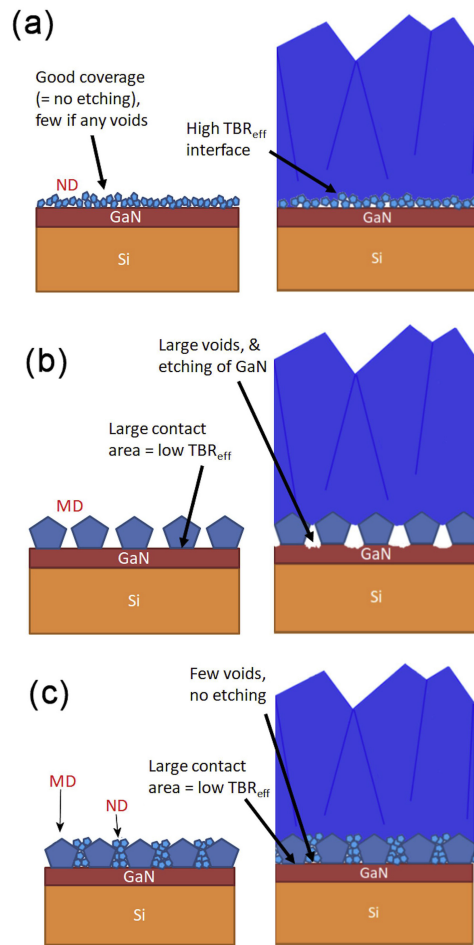 (a)
Good coverage
(= no etching),
few if any voids
ND
GaN
Si
High TBReff
interface
GaN
Si
(b)
Large contact
area = low TBReff
MD
GaN
Si
Large voids, &
etching of GaN
GaN
Si
(c)
MD
ND
GaN
Si
Few voids,
no etching
Large contact
area = low TBReff
GaN
Si